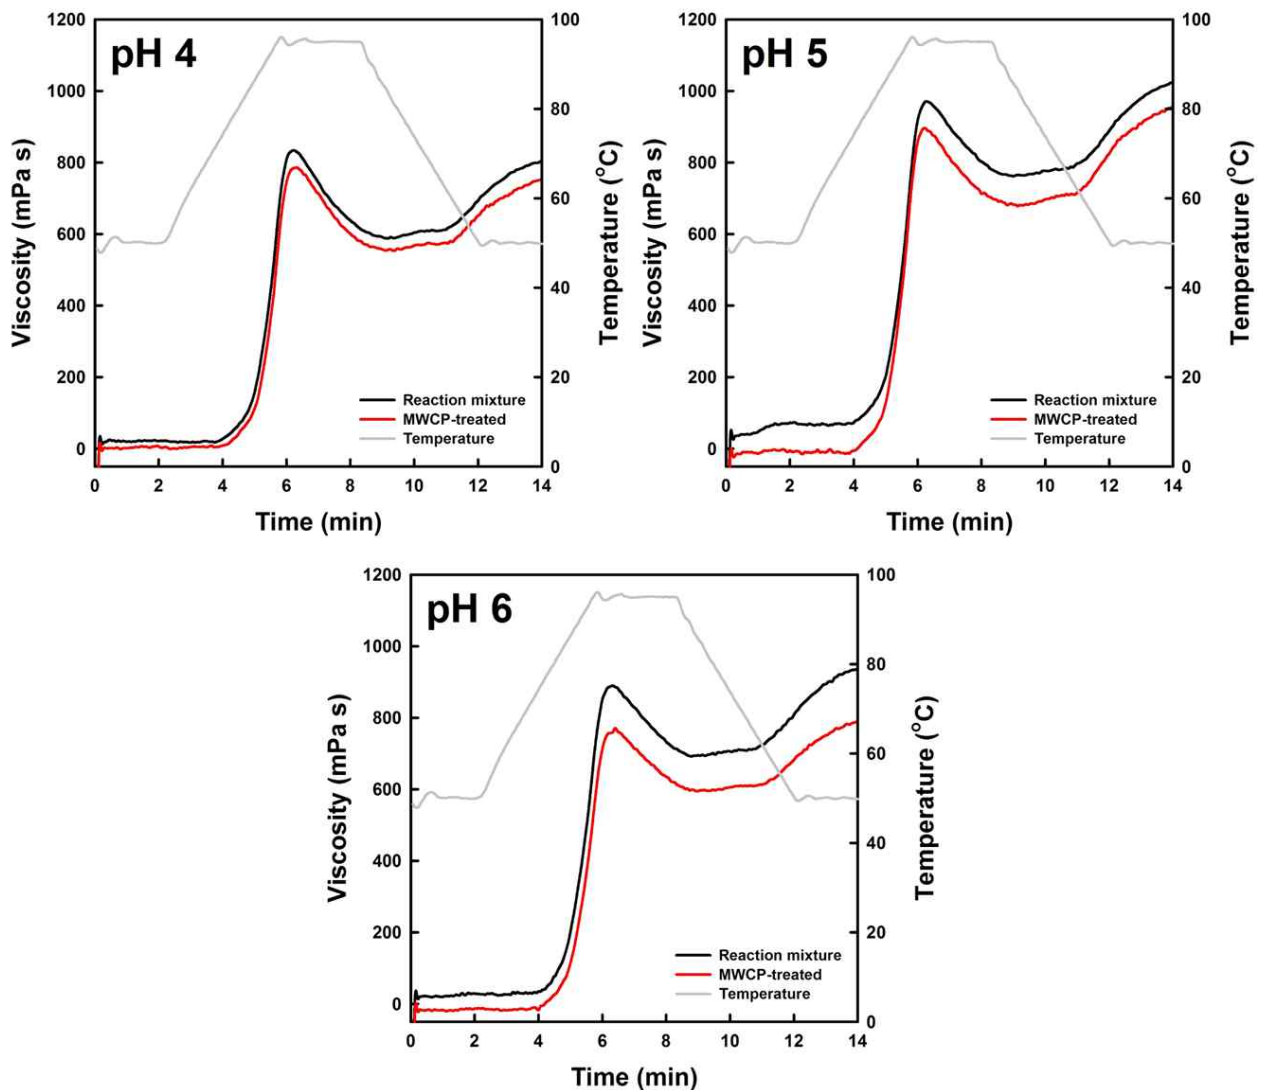 pH 4
Viscosity (mPa s)
1200
1000
800
600
400
200
0
100
80
60
40
20
0
Temperature (°C)
Reaction mixture
MWCP-treated
Temperature
0 2 4 6 8 10 12 14
Time (min)
pH 5
Viscosity (mPa s)
1200
1000
800
600
400
200
0
100
80
60
40
20
0
Temperature (°C)
Reaction mixture
MWCP-treated
Temperature
0 2 4 6 8 10 12 14
Time (min)
pH 6
Viscosity (mPa s)
1200
1000
800
600
400
200
0
100
80
60
40
20
0
Temperature (°C)
Reaction mixture
MWCP-treated
Temperature
0 2 4 6 8 10 12 14
Time (min)